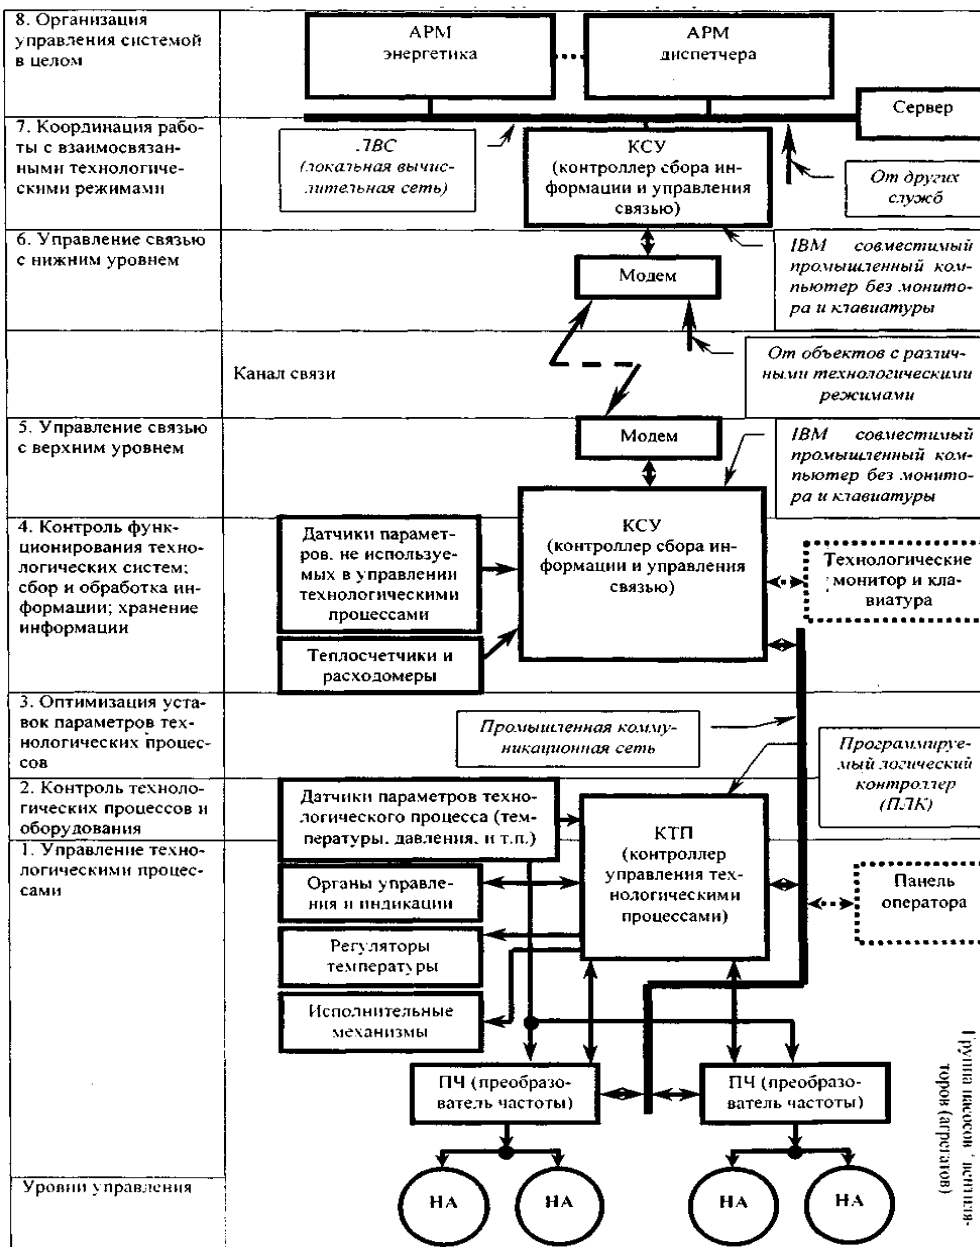 8. Организация
управления системой
в целом
АРМ
энергетика
АРМ
диспетчера
Сервер
7. Координация рабо-
ты с взаимосвязан-
ными технологиче-
скими режимами
ЛВС
(локальная вычис-
лительная сеть)
КСУ
(контроллер сбора ин-
формации и управления
связью)
От других
служб
6. Управление связью
с нижним уровнем
Модем
IBM совместимый
промышленный ком-
пьютер без монито-
ра и клавиатуры
Канал связи
От объектов с различ-
ными технологическими
режимами
5. Управление связью
с верхним уровнем
Модем
IBM совместимый
промышленный ком-
пьютер без монито-
ра и клавиатуры
4. Контроль функ-
ционирования техно-
логических систем;
сбор и обработка ин-
формации; хранение
информации
Датчики парамет-
ров, не используе-
мых в управлении
технологическими
процессами
КСУ
(контроллер сбора ин-
формации и управления
связью)
Технологические
монитор и кла-
виатура
Теплосчетчики и
расходомеры
3. Оптимизация уста-
вок параметров тех-
нологических процес-
сов
Промышленная комму-
никационная сеть
Программируе-
мый логический
контроллер
(ПЛК)
2. Контроль техноло-
гических процессов и
оборудования
Датчики параметров техно-
логического процесса (тем-
пературы, давления, и т.п.)
КТП
(контроллер
управления тех-
нологическими
процессами)
1. Управление техно-
логическими процес-
сами
Органы управле-
ния и индикации
Панель
оператора
Регуляторы
температуры
Исполнительные
механизмы
ПЧ (преобразо-
ватель частоты)
ПЧ (преобразо-
ватель частоты)
Группа насосов / вентиля-
торов (агрегатов)
Уровни управления
НА
НА
НА
НА